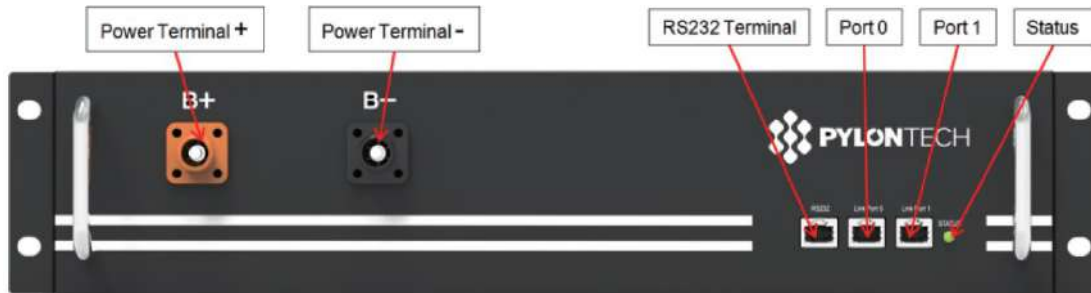 Power Terminal +
Power Terminal -
RS232 Terminal
Port 0
Port 1
Status
B+
B-
PYLONTECH
RS232
Link Port 0
Link Port 1
STATUS